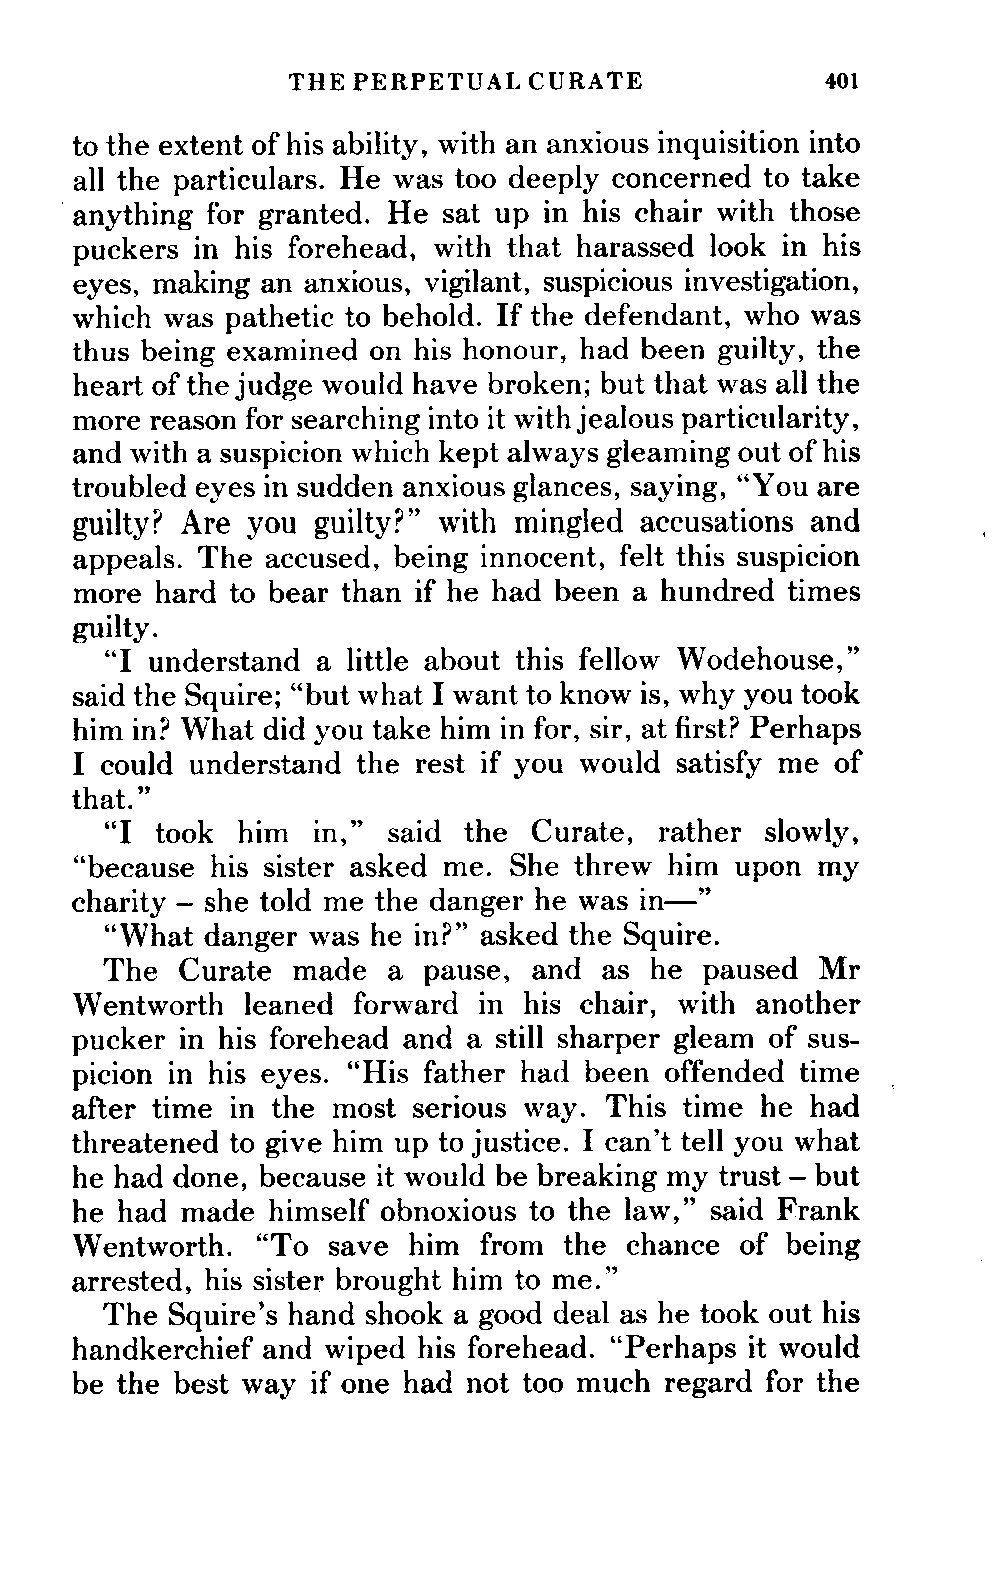 THE PERPETUAL CURATE 401
to the extent of his ability, with an anxious inquisition into
all the particulars. He was too deeply concerned to take
anything for granted. He sat up in his chair with those
puckers in his forehead, with that harassed look in his
eyes, making an anxious, vigilant, suspicious investigation,
which was pathetic to behold. If the defendant, who was
thus being examined on his honour, had been guilty, the
heart of the judge would have broken; but that was all the
more reason for searching into it with jealous particularity,
and with a suspicion which kept always gleaming out of his
troubled eyes in sudden anxious glances, saying, “You are
guilty? Are you guilty?” with mingled accusations and
appeals. The accused, being innocent, felt this suspicion
more hard to bear than if he had been a hundred times
guilty.
“I understand a little about this fellow Wodehouse,”
said the Squire; “but what I want to know is, why you took
him in? What did you take him in for, sir, at first? Perhaps
I could understand the rest if you would satisfy me of
that.”
“I took him in,” said the Curate, rather slowly,
“because his sister asked me. She threw him upon my
charity – she told me the danger he was in—”
“What danger was he in?” asked the Squire.
The Curate made a pause, and as he paused Mr
Wentworth leaned forward in his chair, with another
pucker in his forehead and a still sharper gleam of sus-
picion in his eyes. “His father had been offended time
after time in the most serious way. This time he had
threatened to give him up to justice. I can’t tell you what
he had done, because it would be breaking my trust – but
he had made himself obnoxious to the law,” said Frank
Wentworth. “To save him from the chance of being
arrested, his sister brought him to me.”
The Squire’s hand shook a good deal as he took out his
handkerchief and wiped his forehead. “Perhaps it would
be the best way if one had not too much regard for the